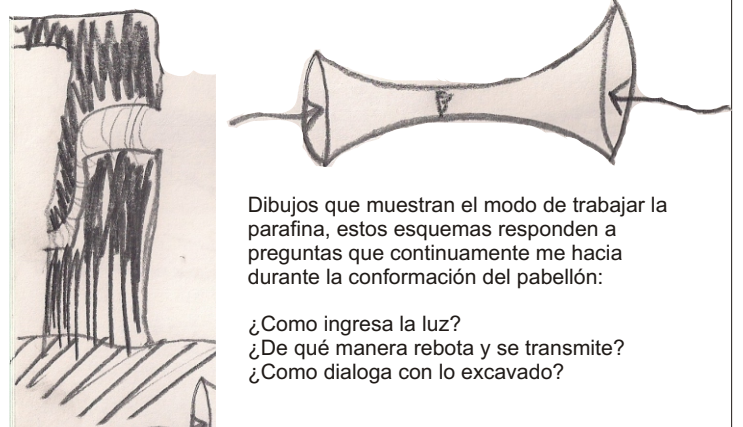 Dibujos que muestran el modo de trabajar la
parafina, estos esquemas responden a
preguntas que continuamente me hacia
durante la conformación del pabellón:
¿Como ingresa la luz?
¿De qué manera rebota y se transmite?
¿Como dialoga con lo excavado?